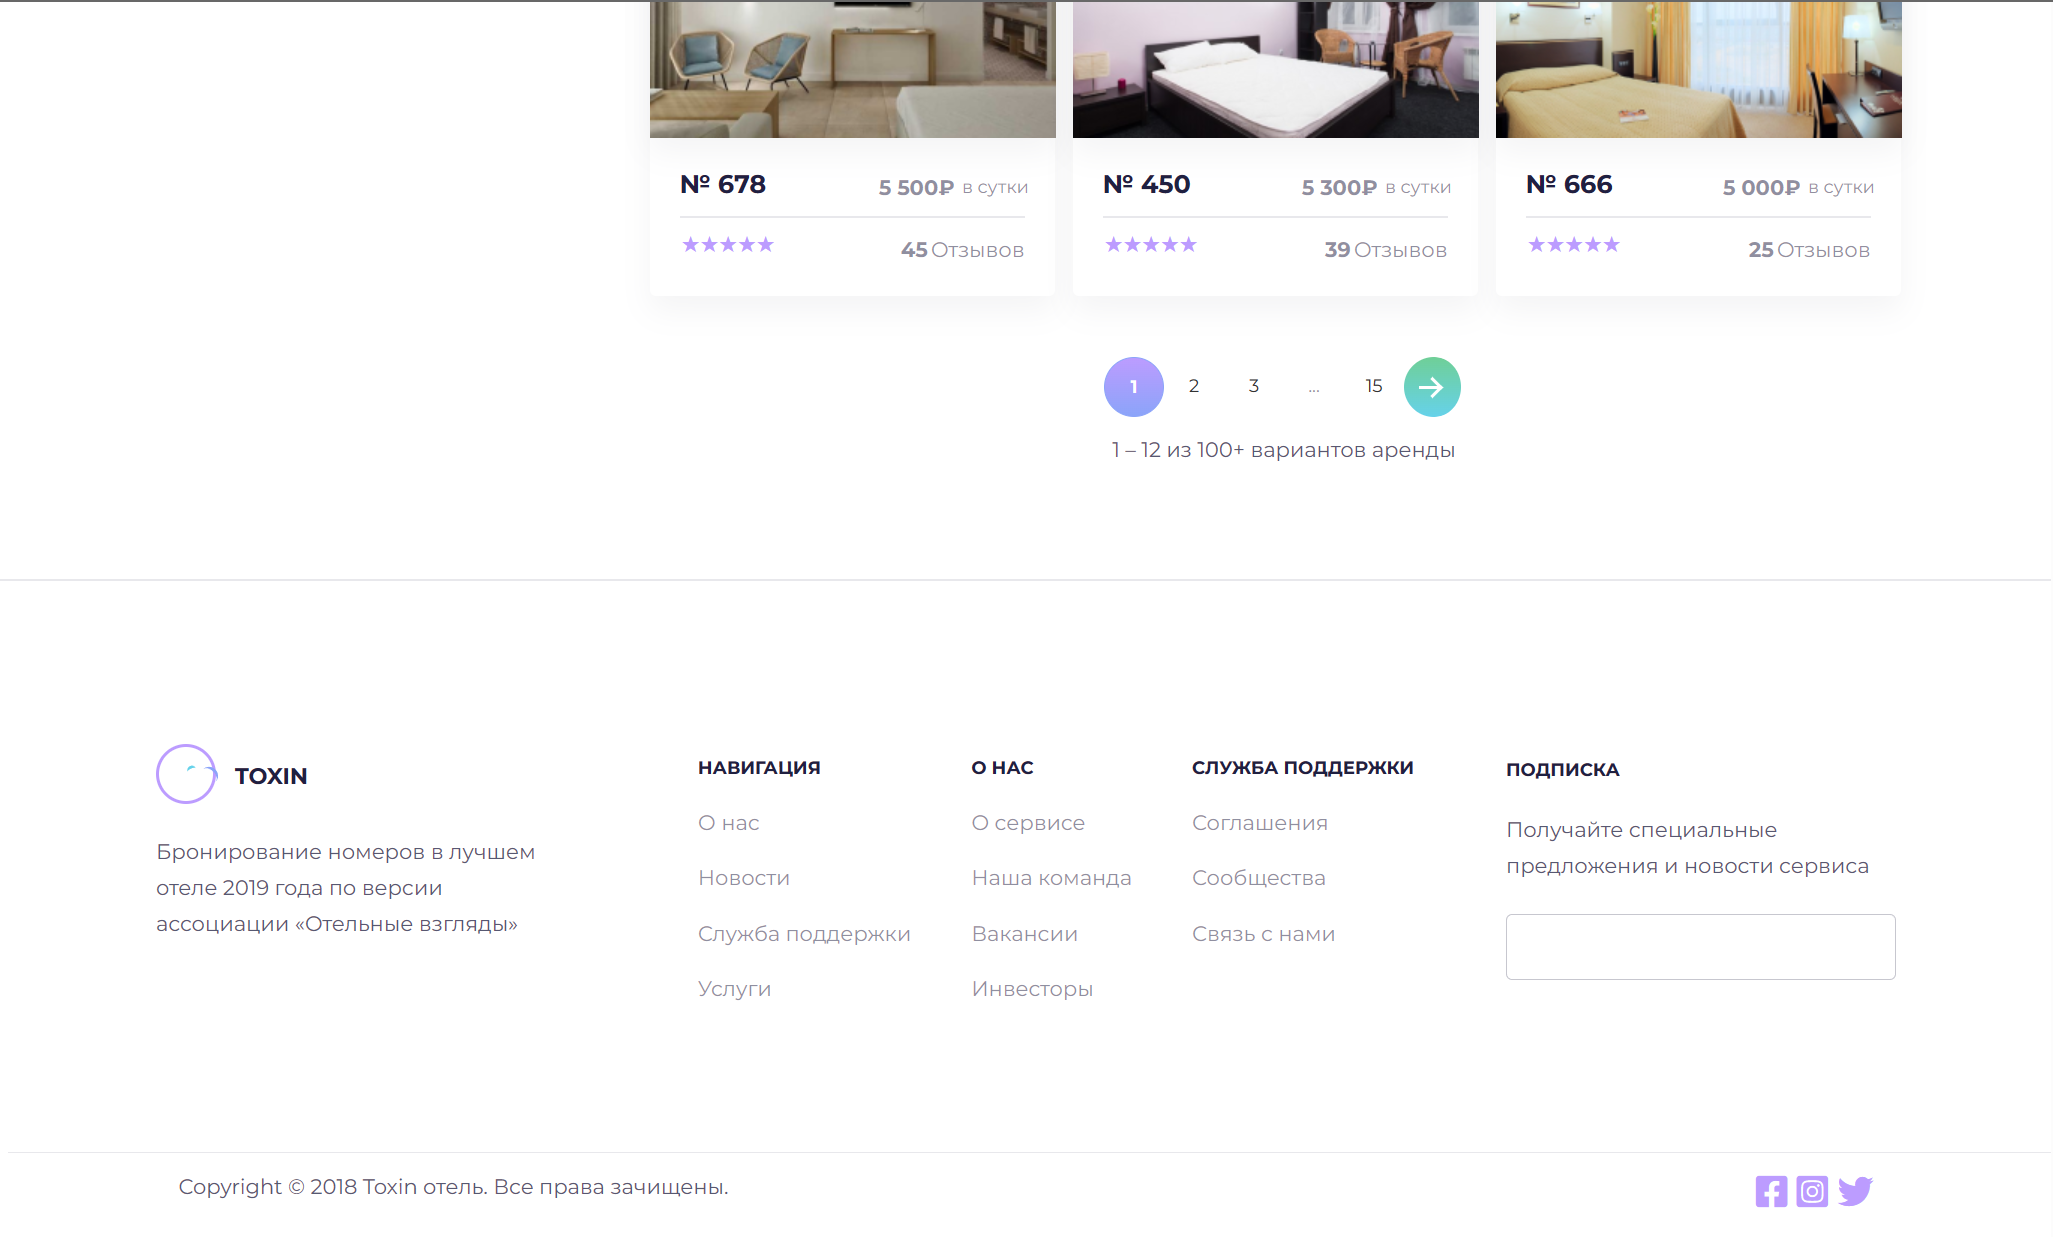 № 678
5 500₽ в сутки
★★★★★
45 Отзывов
№ 450
5 300₽ в сутки
★★★★★
39 Отзывов
№ 666
5 000₽ в сутки
★★★★★
25 Отзывов
1 2 3 ... 15
1 – 12 из 100+ вариантов аренды
TOXIN
Бронирование номеров в лучшем
отеле 2019 года по версии
ассоциации «Отельные взгляды»
НАВИГАЦИЯ
О нас
Новости
Служба поддержки
Услуги
О НАС
О сервисе
Наша команда
Вакансии
Инвесторы
СЛУЖБА ПОДДЕРЖКИ
Соглашения
Сообщества
Связь с нами
ПОДПИСКА
Получайте специальные
предложения и новости сервиса
Copyright © 2018 Toxin отель. Все права зачищены.